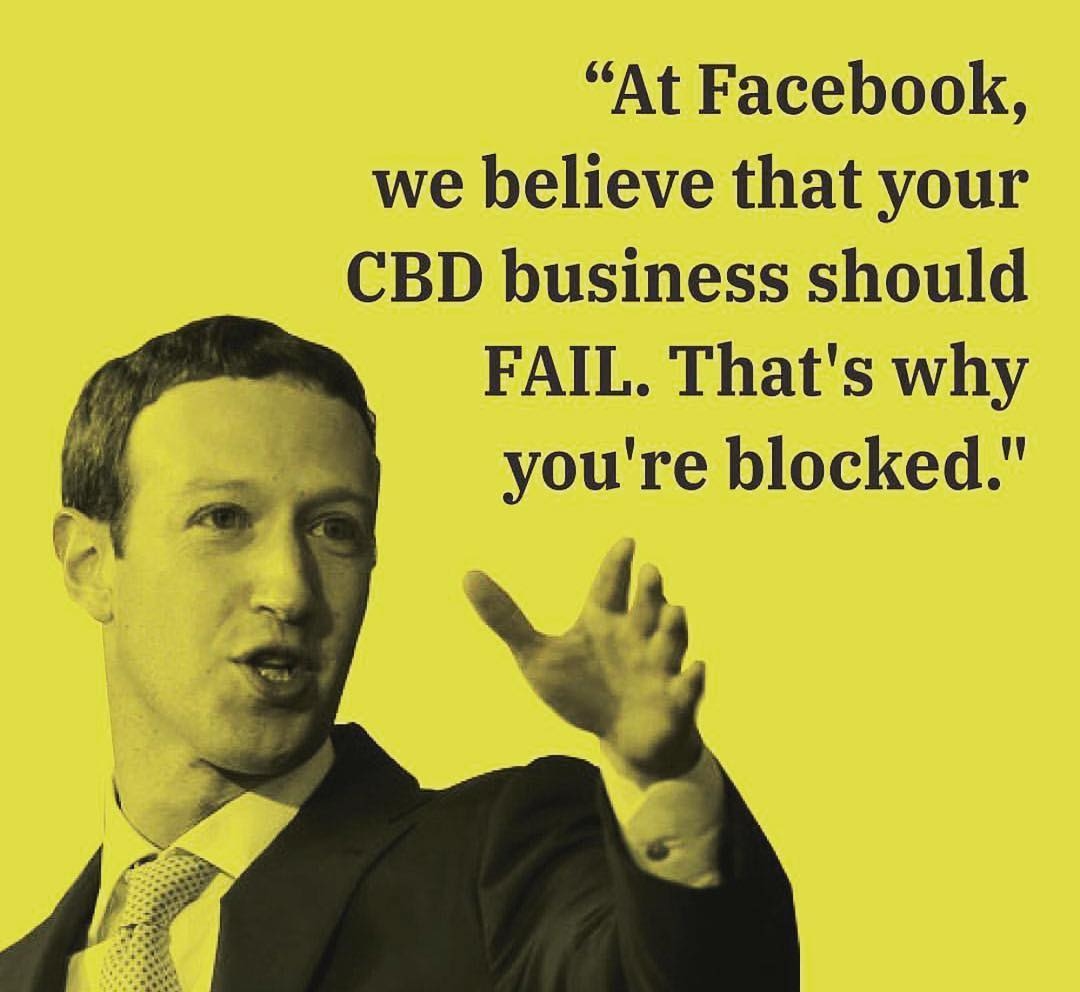 “At Facebook,
we believe that your
CBD business should
FAIL. That's why
you're blocked."